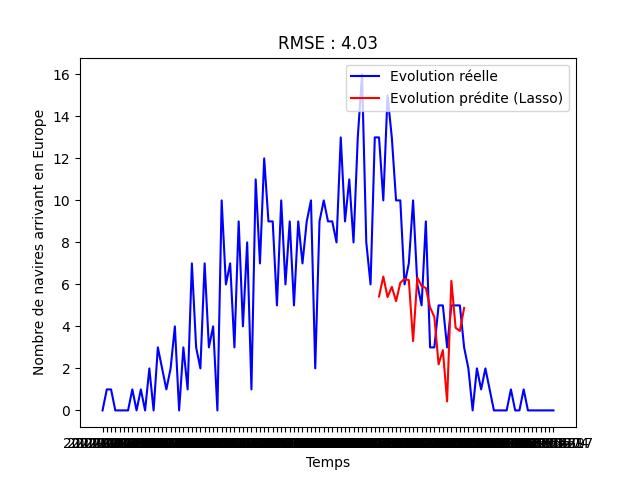 RMSE : 4.03
Evolution réelle
Evolution prédite (Lasso)
16
14
12
10
8
6
4
2
0
Nombre de navires arrivant en Europe
Temps